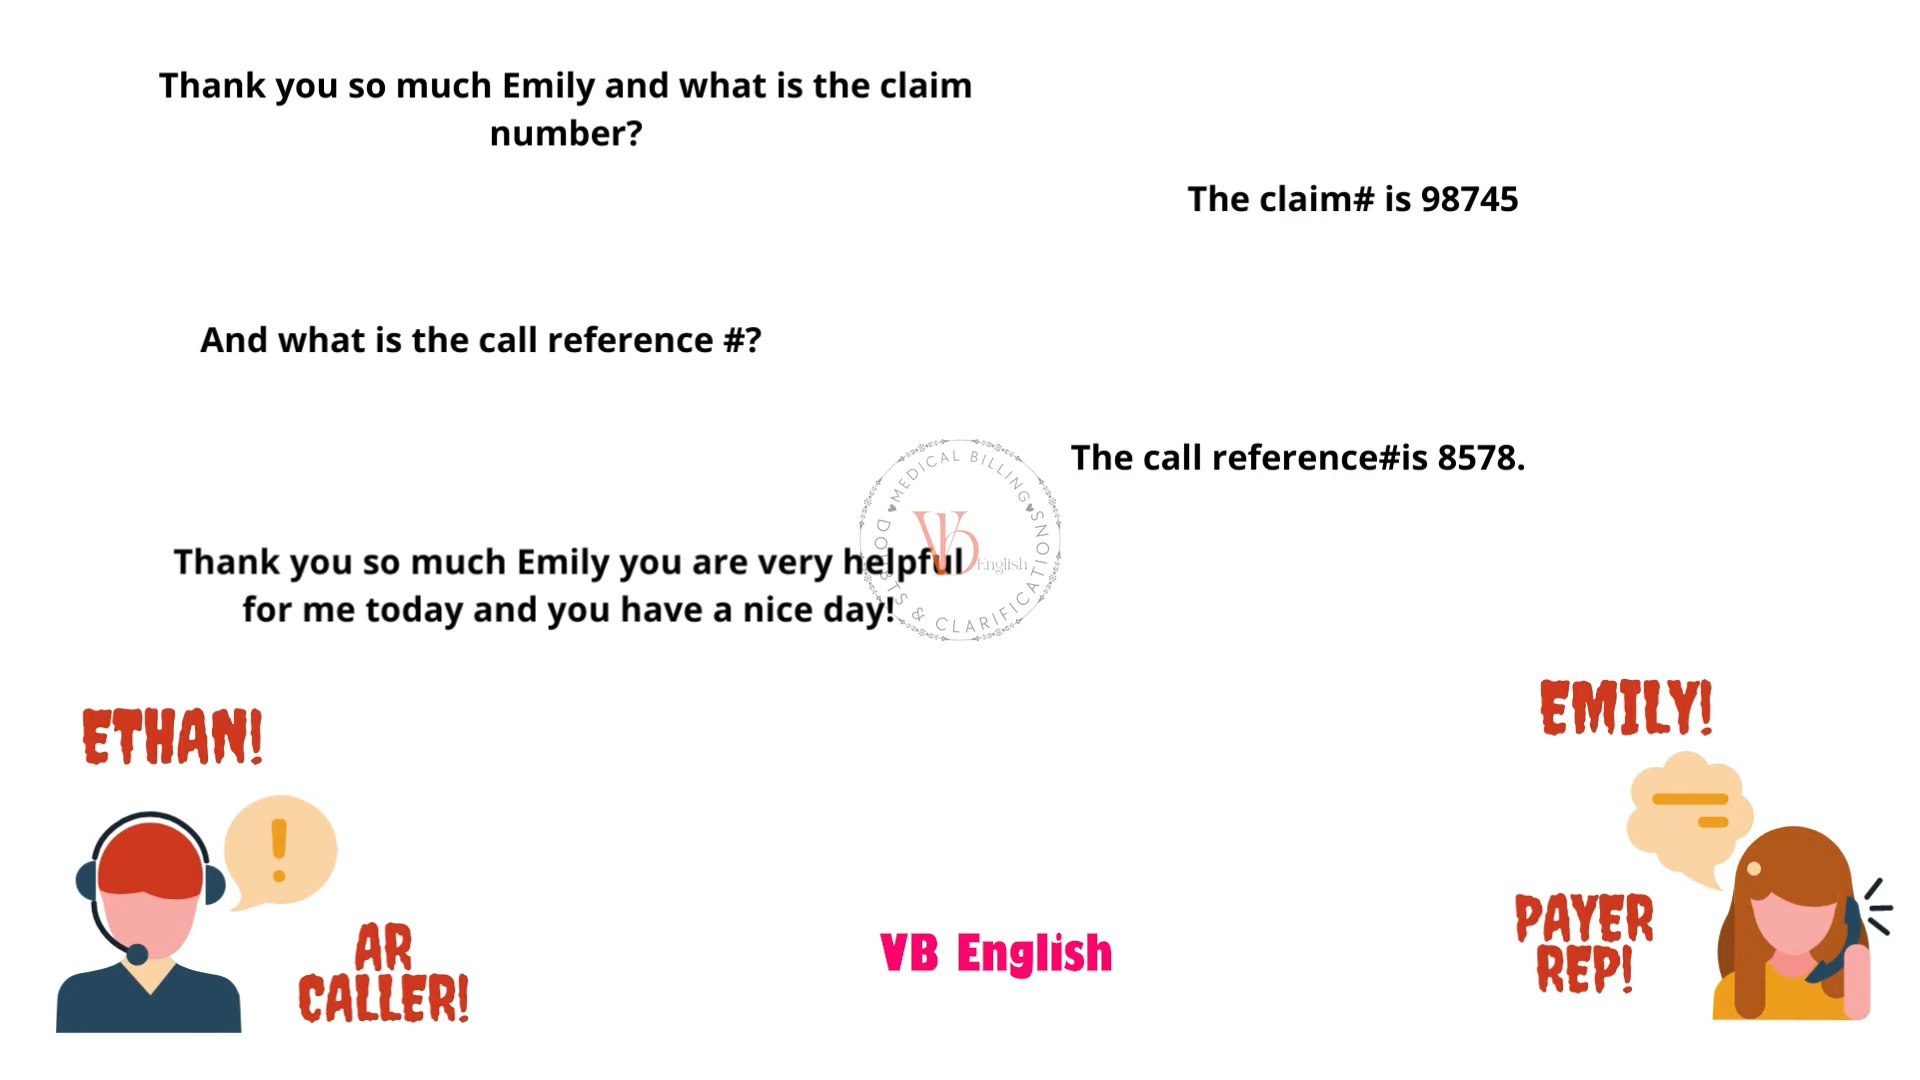 Thank you so much Emily and what is the claim
number?
The claim# is 98745
And what is the call reference #?
The call reference#is 8578.
MEDICAL BILLING
DOUBTS & CLARIFICATIONS
Vb English
Thank you so much Emily you are very helpful
for me today and you have a nice day!
ETHAN!
EMILY!
AR
CALLER!
PAYER
REP!
VB English